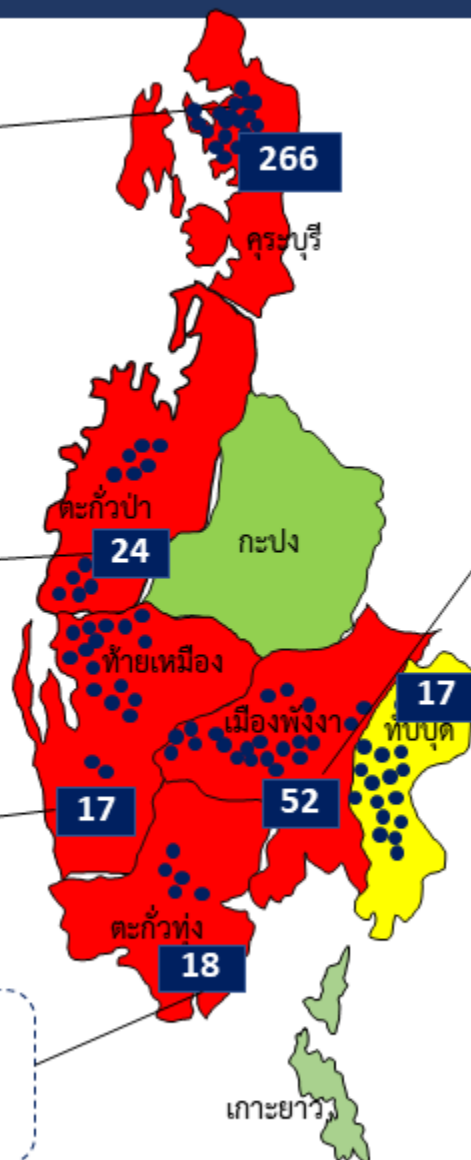 266
คุระบุรี
ตะกั่วป่า
24
กะปง
ท้ายเหมือง
17
เมืองพังงา
ทับปุด
52
17
ตะกั่วทุ่ง
18
เกาะยาว